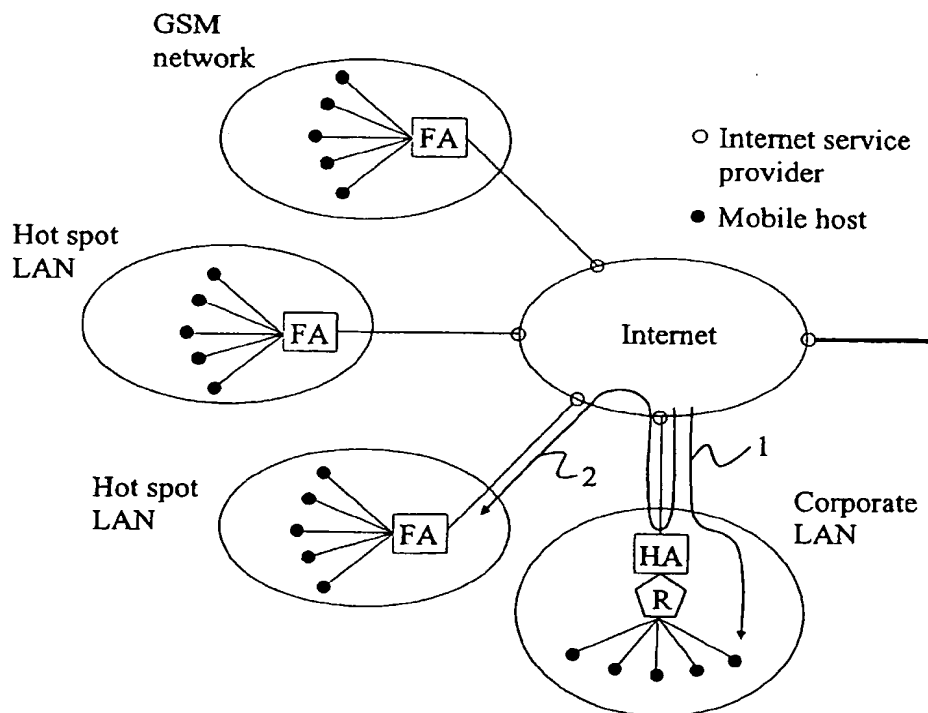 GSM
network
FA
Internet service
provider
Mobile host
Hot spot
LAN
FA
Internet
1
2
Hot spot
LAN
FA
Corporate
LAN
HA
R